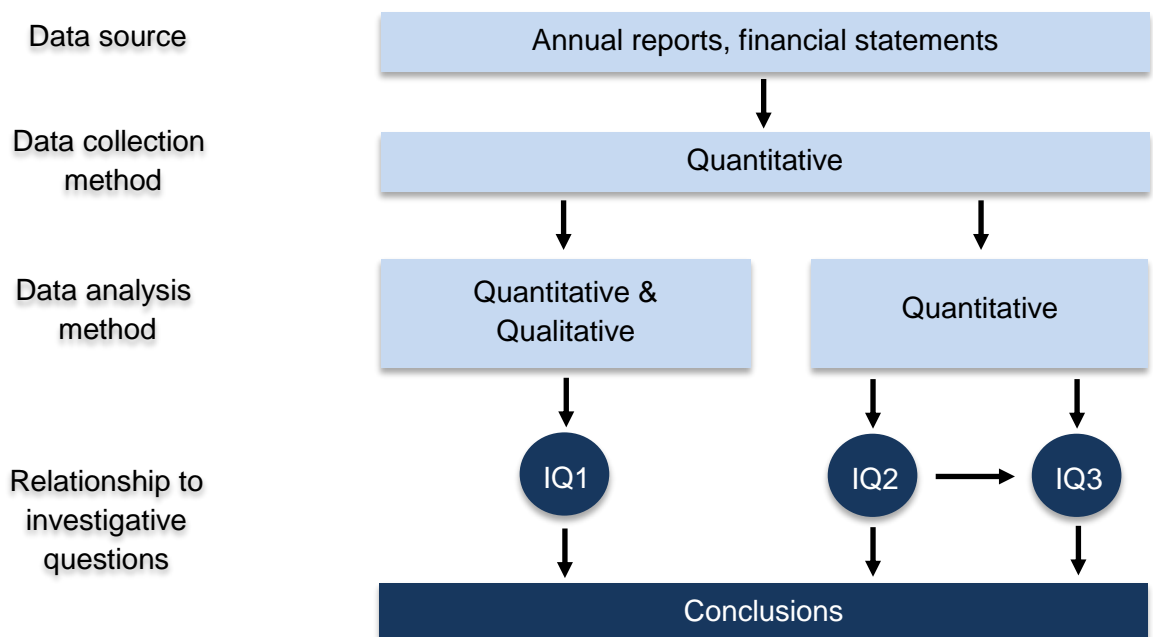 Data source
Annual reports, financial statements
Data collection
method
Quantitative
Data analysis
method
Quantitative &
Qualitative
Quantitative
Relationship to
investigative
questions
IQ1
IQ2
IQ3
Conclusions